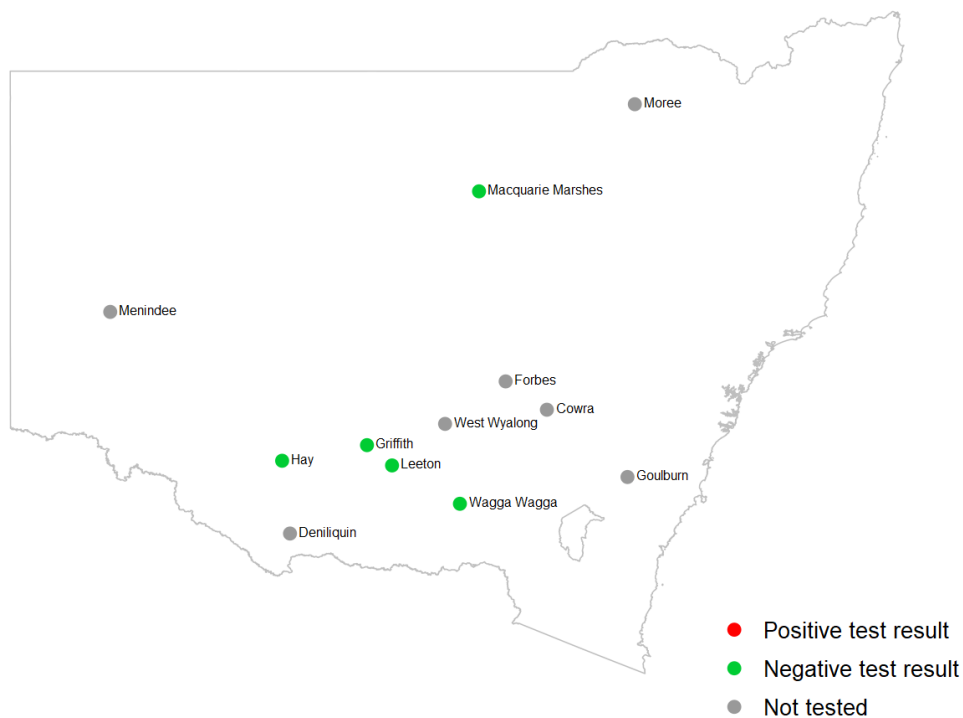 Moree
Macquarie Marshes
Menindee
Forbes
Cowra
West Wyalong
Griffith
Hay
Leeton
Goulburn
Wagga Wagga
Deniliquin
Positive test result
Negative test result
Not tested